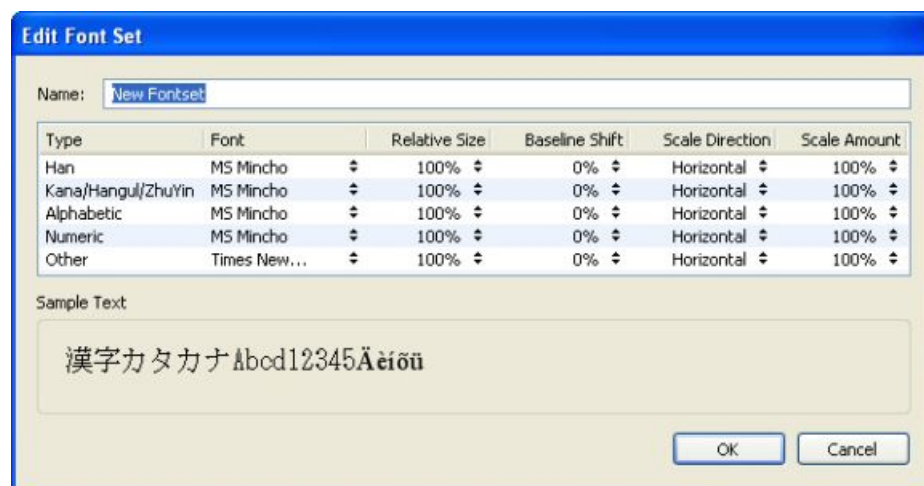 Edit Font Set
Name: New Fontset
Type Font Relative Size Baseline Shift Scale Direction Scale Amount
Han MS Mincho 100% 0% Horizontal 100%
Kana/Hangul/ZhuYin MS Mincho 100% 0% Horizontal 100%
Alphabetic MS Mincho 100% 0% Horizontal 100%
Numeric MS Mincho 100% 0% Horizontal 100%
Other Times New... 100% 0% Horizontal 100%
Sample Text
漢字カタカナAbcd12345Äèíõü
OK Cancel